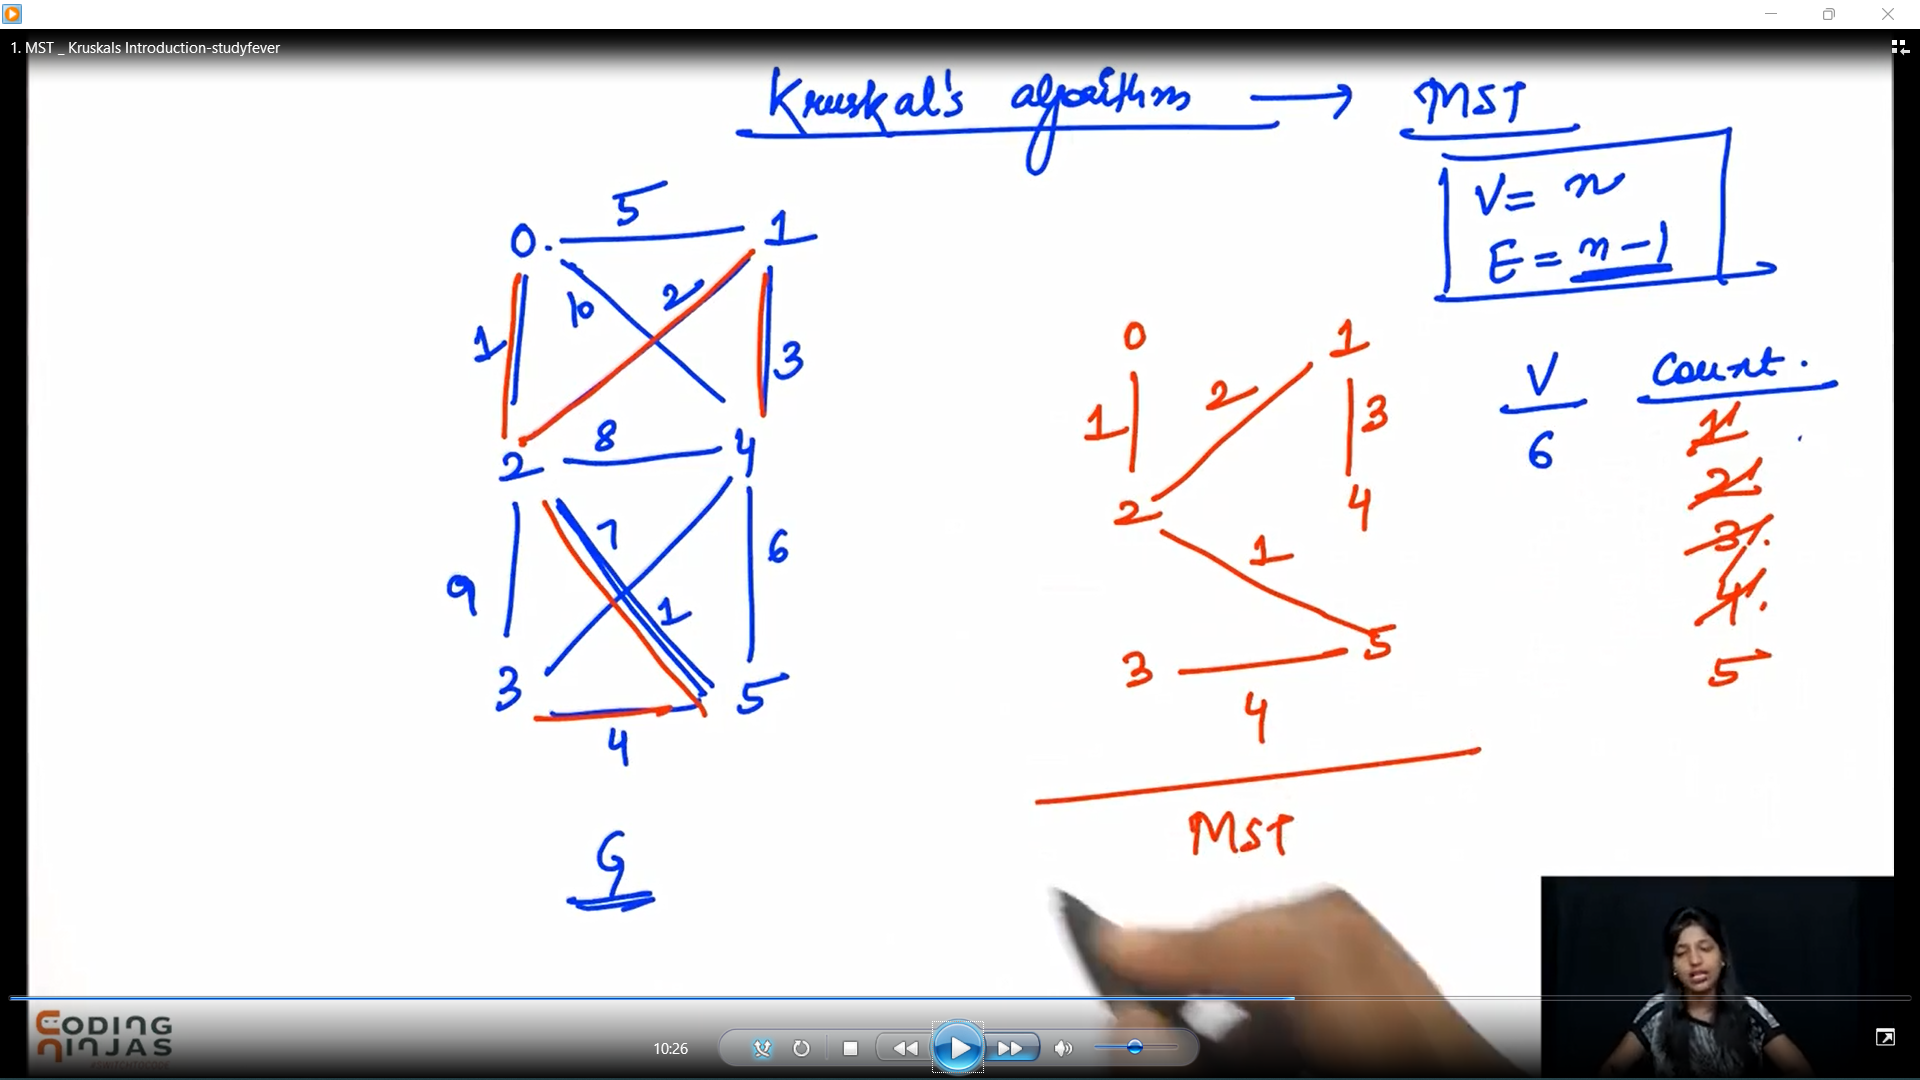 1. MST _ Kruskals Introduction-studyfever
Kruskal's algorithm → MST
V = n
E = n-1
5
0. 1
1 10 2 3
8
2 4
7
9 1 6
3 5
4
G
0 1
1 2 3
2 4
1
3 5
4
MST
V Count.
6 1
2
3
4
5
CODING
NINJAS
#SWITCHTOCODE
10:26